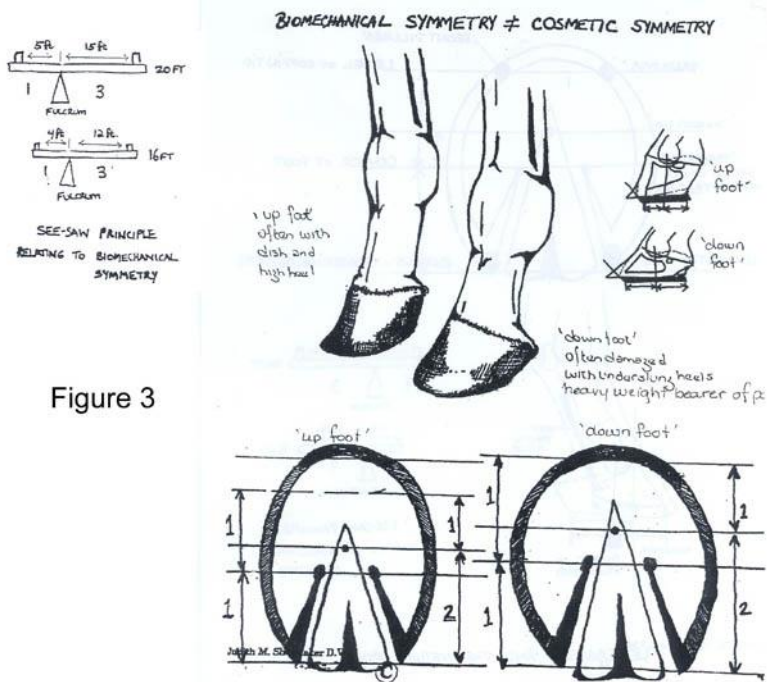 BIOMECHANICAL SYMMETRY ≠ COSMETIC SYMMETRY
5ft 15ft
20FT
1 3
FULCRUM
4ft 12ft
16FT
1 3
FULCRUM
SEE-SAW PRINCIPLE
RELATING TO BIOMECHANICAL
SYMMETRY
'up foot'
often with
dish and
high heel
'up
foot'
'down
foot'
'down foot'
often damaged
with underslung heels
heavy weight bearer of
Figure 3
'up foot'
1 1
1 2
Judith M.
©
'down foot'
1 1
1 2